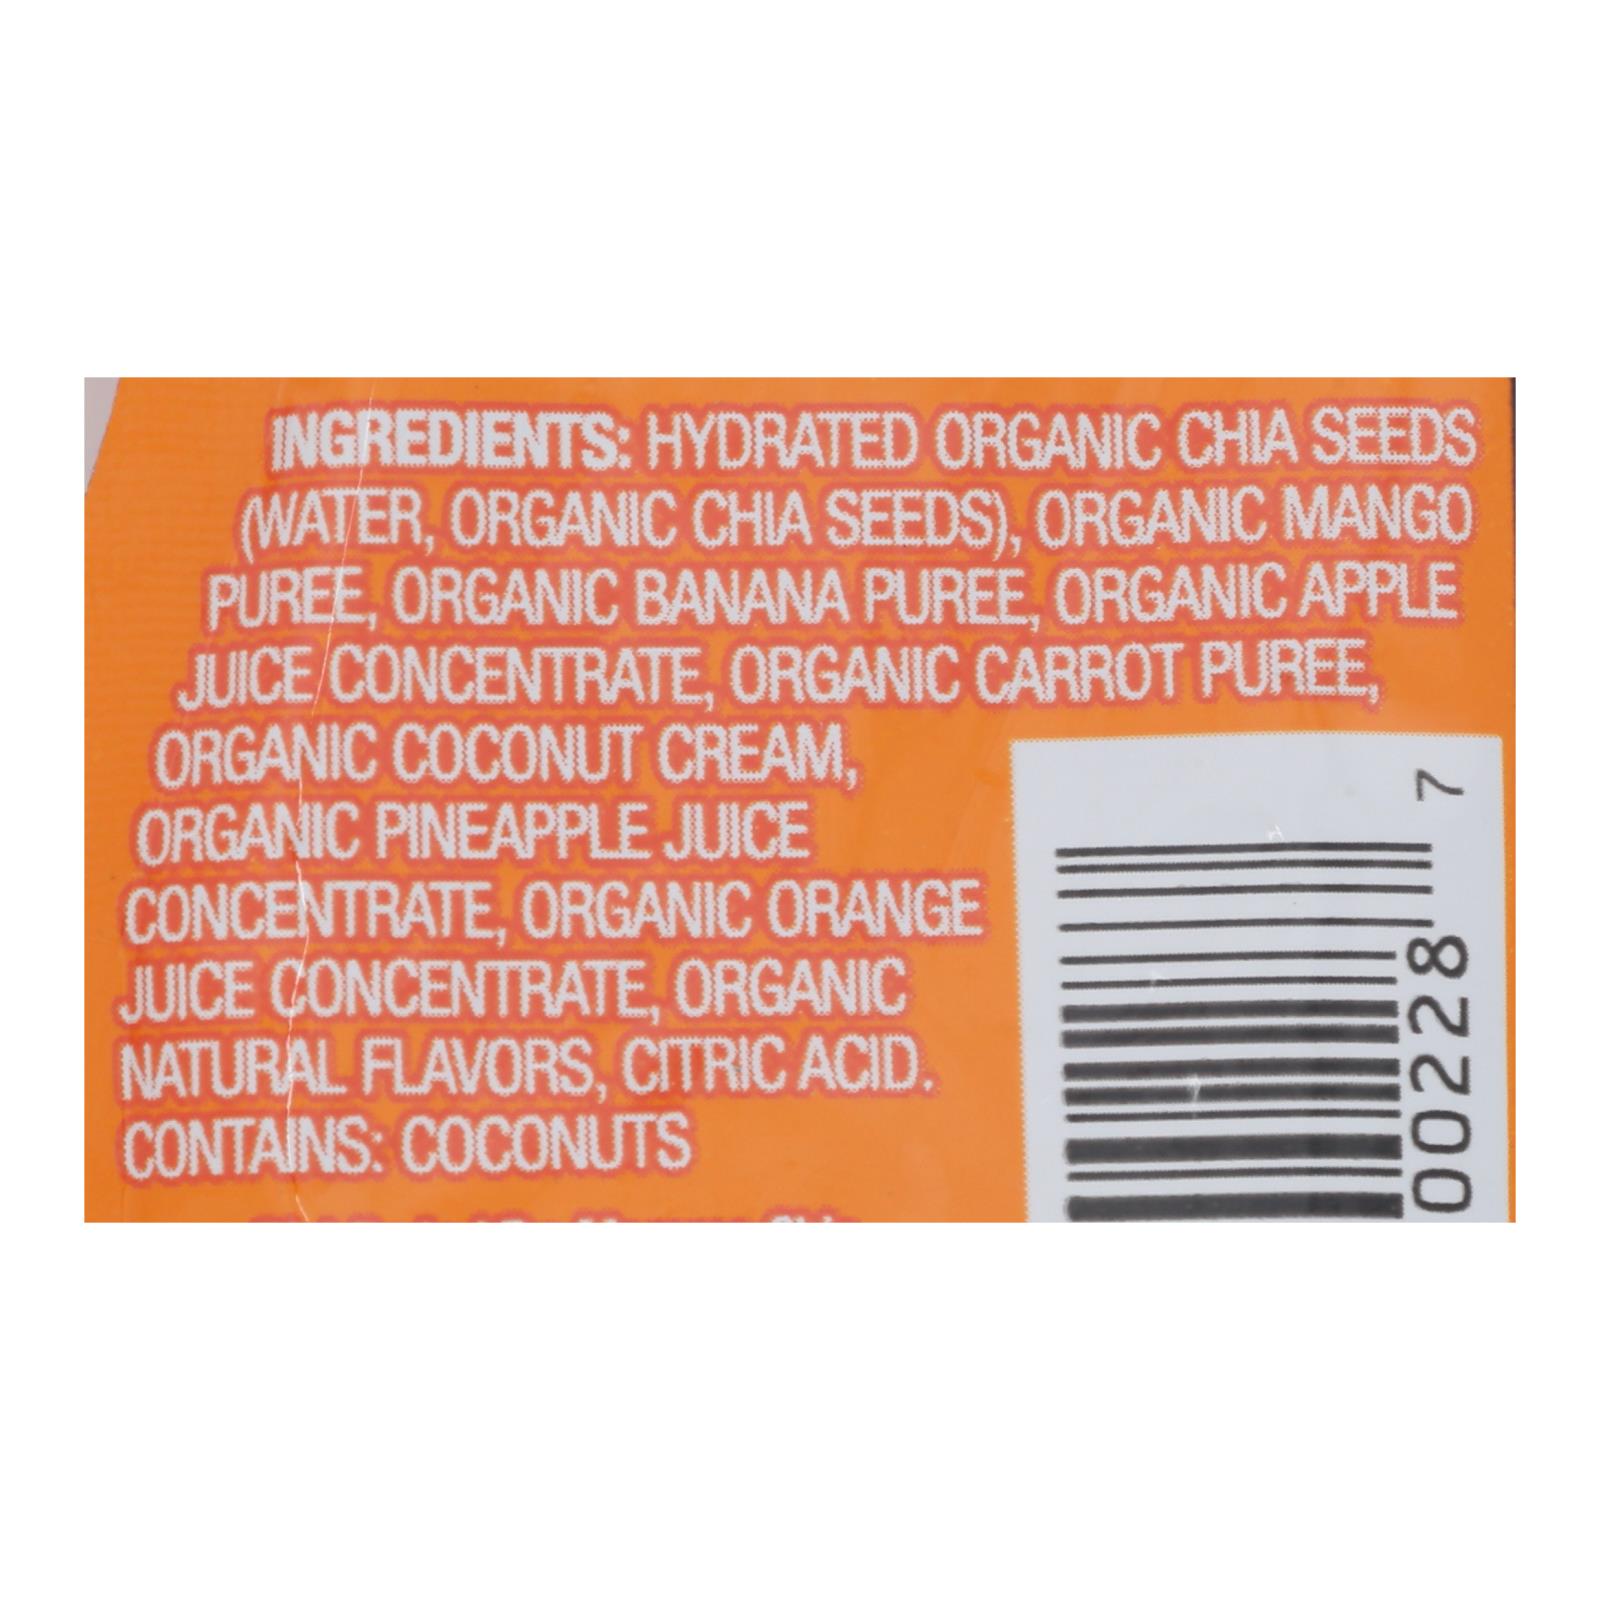 INGREDIENTS: HYDRATED ORGANIC CHIA SEEDS
(WATER, ORGANIC CHIA SEEDS), ORGANIC MANGO
PUREE, ORGANIC BANANA PUREE, ORGANIC APPLE
JUICE CONCENTRATE, ORGANIC CARROT PUREE,
ORGANIC COCONUT CREAM,
ORGANIC PINEAPPLE JUICE
CONCENTRATE, ORGANIC ORANGE
JUICE CONCENTRATE, ORGANIC
NATURAL FLAVORS, CITRIC ACID.
CONTAINS: COCONUTS
00228 7